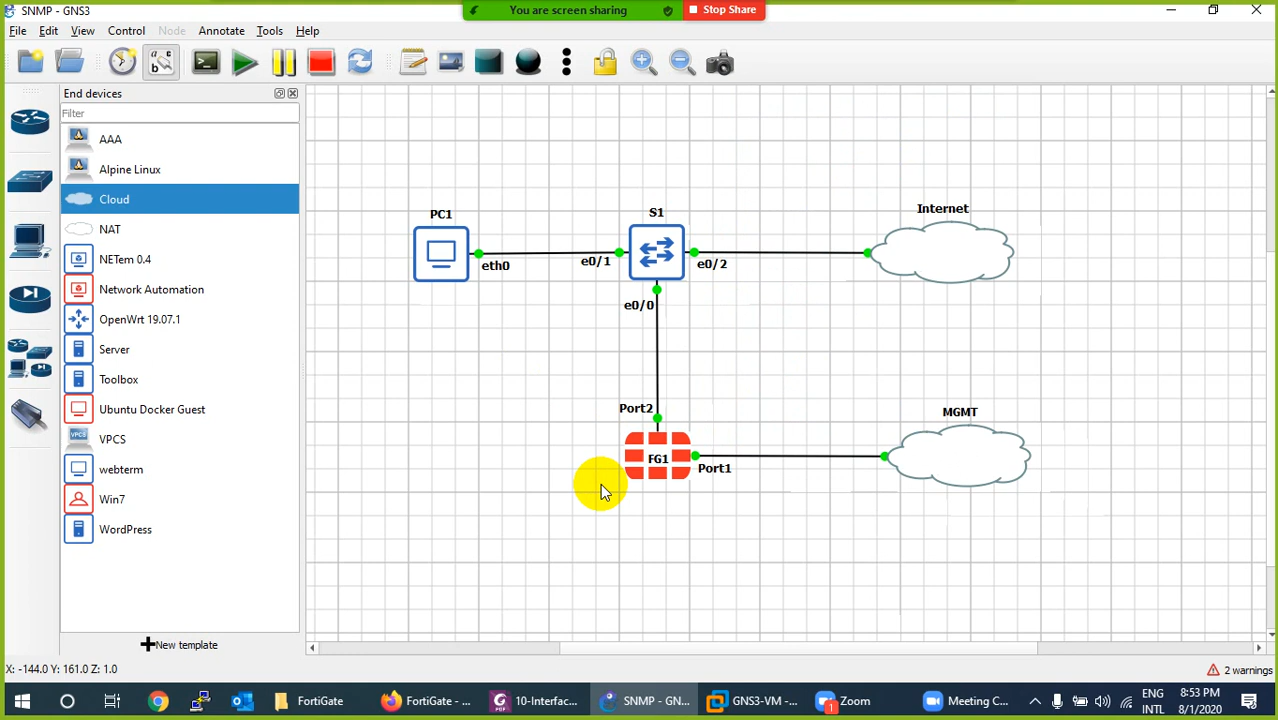 SNMP - GNS3
You are screen sharing
Stop Share
File Edit View Control Node Annotate Tools Help
End devices
Filter
AAA
Alpine Linux
Cloud
NAT
NETem 0.4
Network Automation
OpenWrt 19.07.1
Server
Toolbox
Ubuntu Docker Guest
VPCS
webterm
Win7
WordPress
New template
PC1
S1
Internet
eth0
e0/1
e0/2
e0/0
Port2
MGMT
FG1
Port1
X: -144.0 Y: 161.0 Z: 1.0
2 warnings
FortiGate
FortiGate - ...
10-Interfac...
SNMP - GN...
GNS3-VM -...
1
Zoom
Meeting C...
ENG
INTL
8:53 PM
8/1/2020